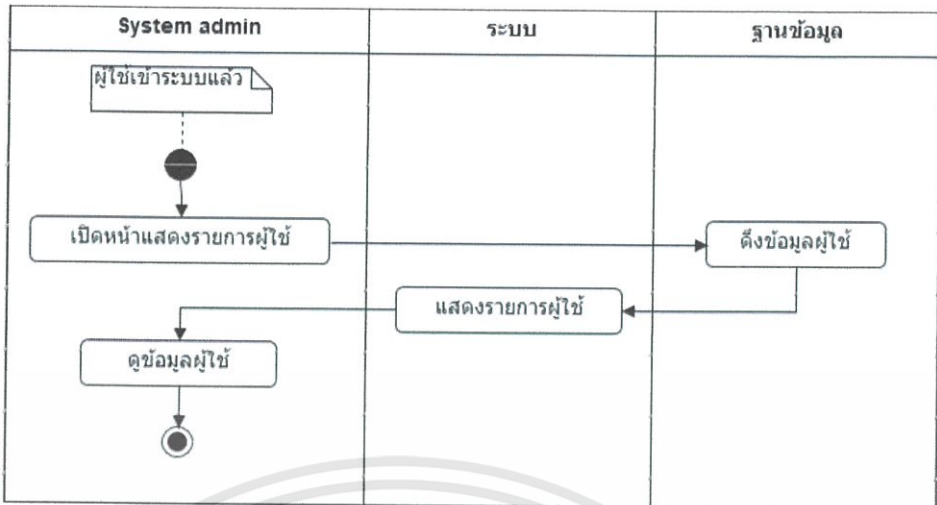 System admin
ระบบ
ฐานข้อมูล
ผู้ใช้เข้าระบบแล้ว
เปิดหน้าแสดงรายการผู้ใช้
ดึงข้อมูลผู้ใช้
แสดงรายการผู้ใช้
ดูข้อมูลผู้ใช้